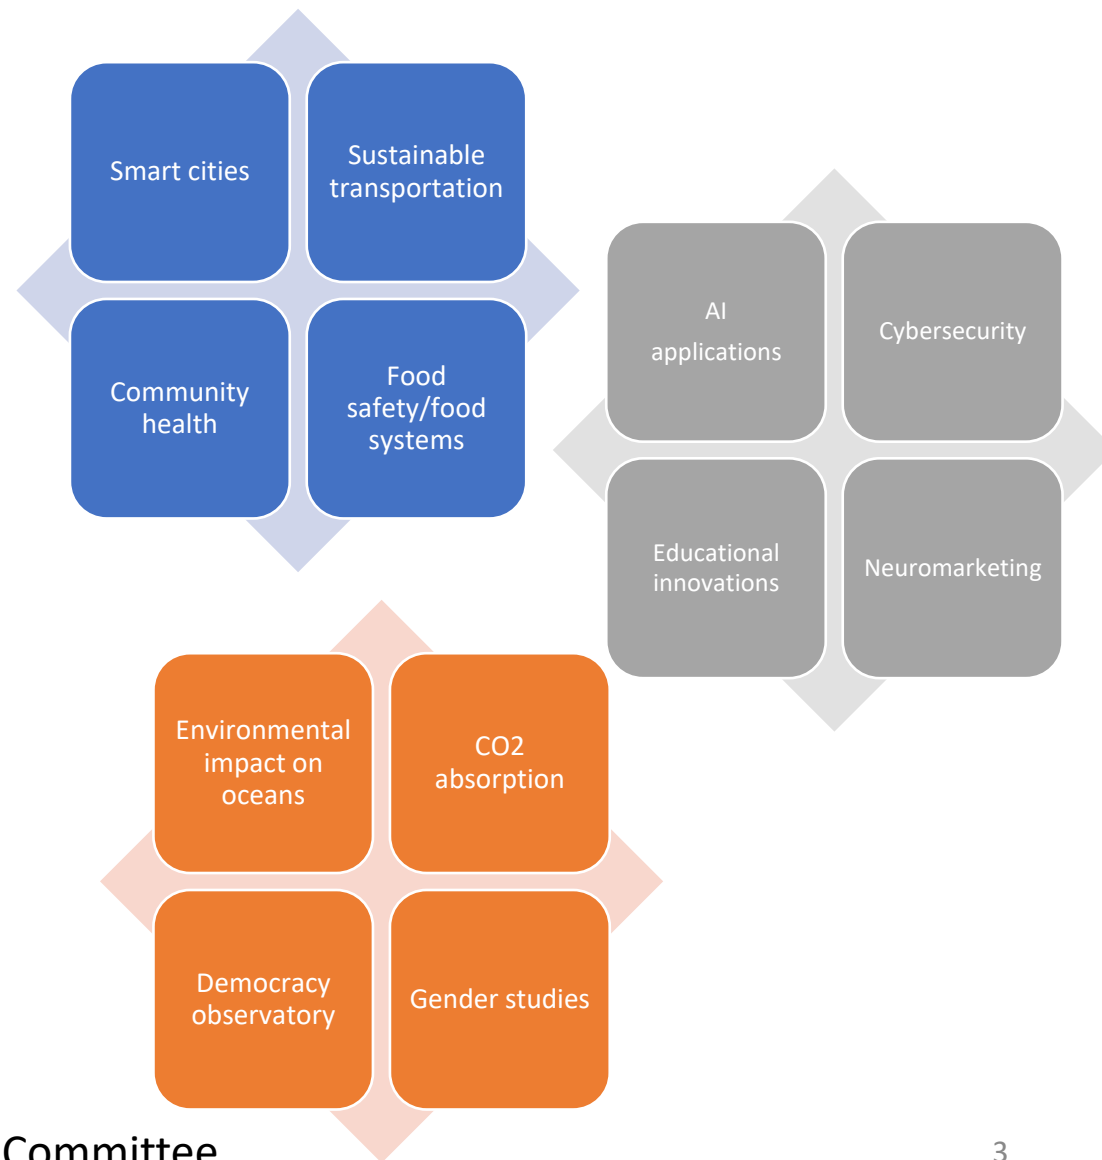 Smart cities
Sustainable
transportation
Community
health
Food
safety/food
systems
AI
applications
Cybersecurity
Educational
innovations
Neuromarketing
Environmental
impact on
oceans
CO2
absorption
Democracy
observatory
Gender studies
Committee
3